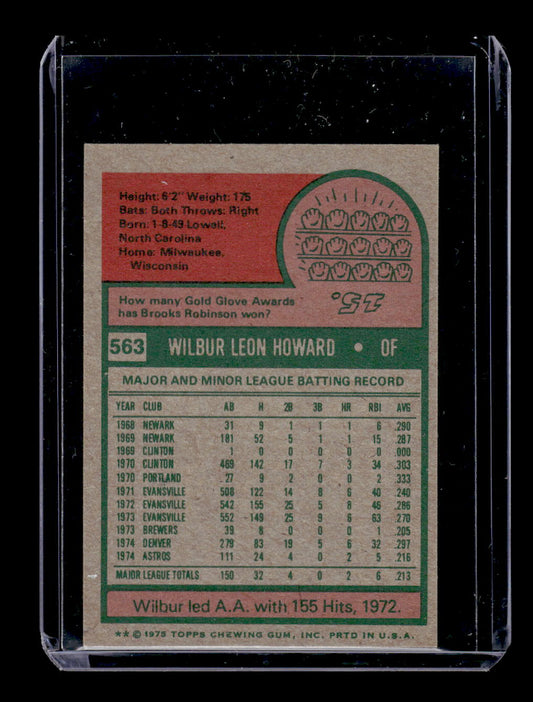 Height: 6'2" Weight: 175
Bats: Both Throws: Right
Born: 1-8-49 Lowell,
North Carolina
Home: Milwaukee,
Wisconsin
How many Gold Glove Awards
has Brooks Robinson won?
15.
563 WILBUR LEON HOWARD • OF
MAJOR AND MINOR LEAGUE BATTING RECORD
YEAR CLUB AB H 2B 3B HR RBI AVG
1968 NEWARK 31 9 1 1 1 6 .290
1969 NEWARK 181 52 5 1 1 15 .287
1969 CLINTON 1 0 0 0 0 0 .000
1970 CLINTON 469 142 17 7 3 34 .303
1970 PORTLAND 27 9 2 1 0 2 .333
1971 EVANSVILLE 508 122 14 8 6 40 .240
1972 EVANSVILLE 542 155 25 5 8 46 .286
1973 EVANSVILLE 552 149 25 9 6 63 .270
1973 BREWERS 39 8 0 0 0 1 .205
1974 DENVER 279 83 19 5 6 32 .297
1974 ASTROS 111 24 4 0 2 5 .216
MAJOR LEAGUE TOTALS 150 32 4 0 2 6 .213
Wilbur led A.A. with 155 Hits, 1972.
** © 1975 TOPPS CHEWING GUM, INC. PRTD IN U.S.A.